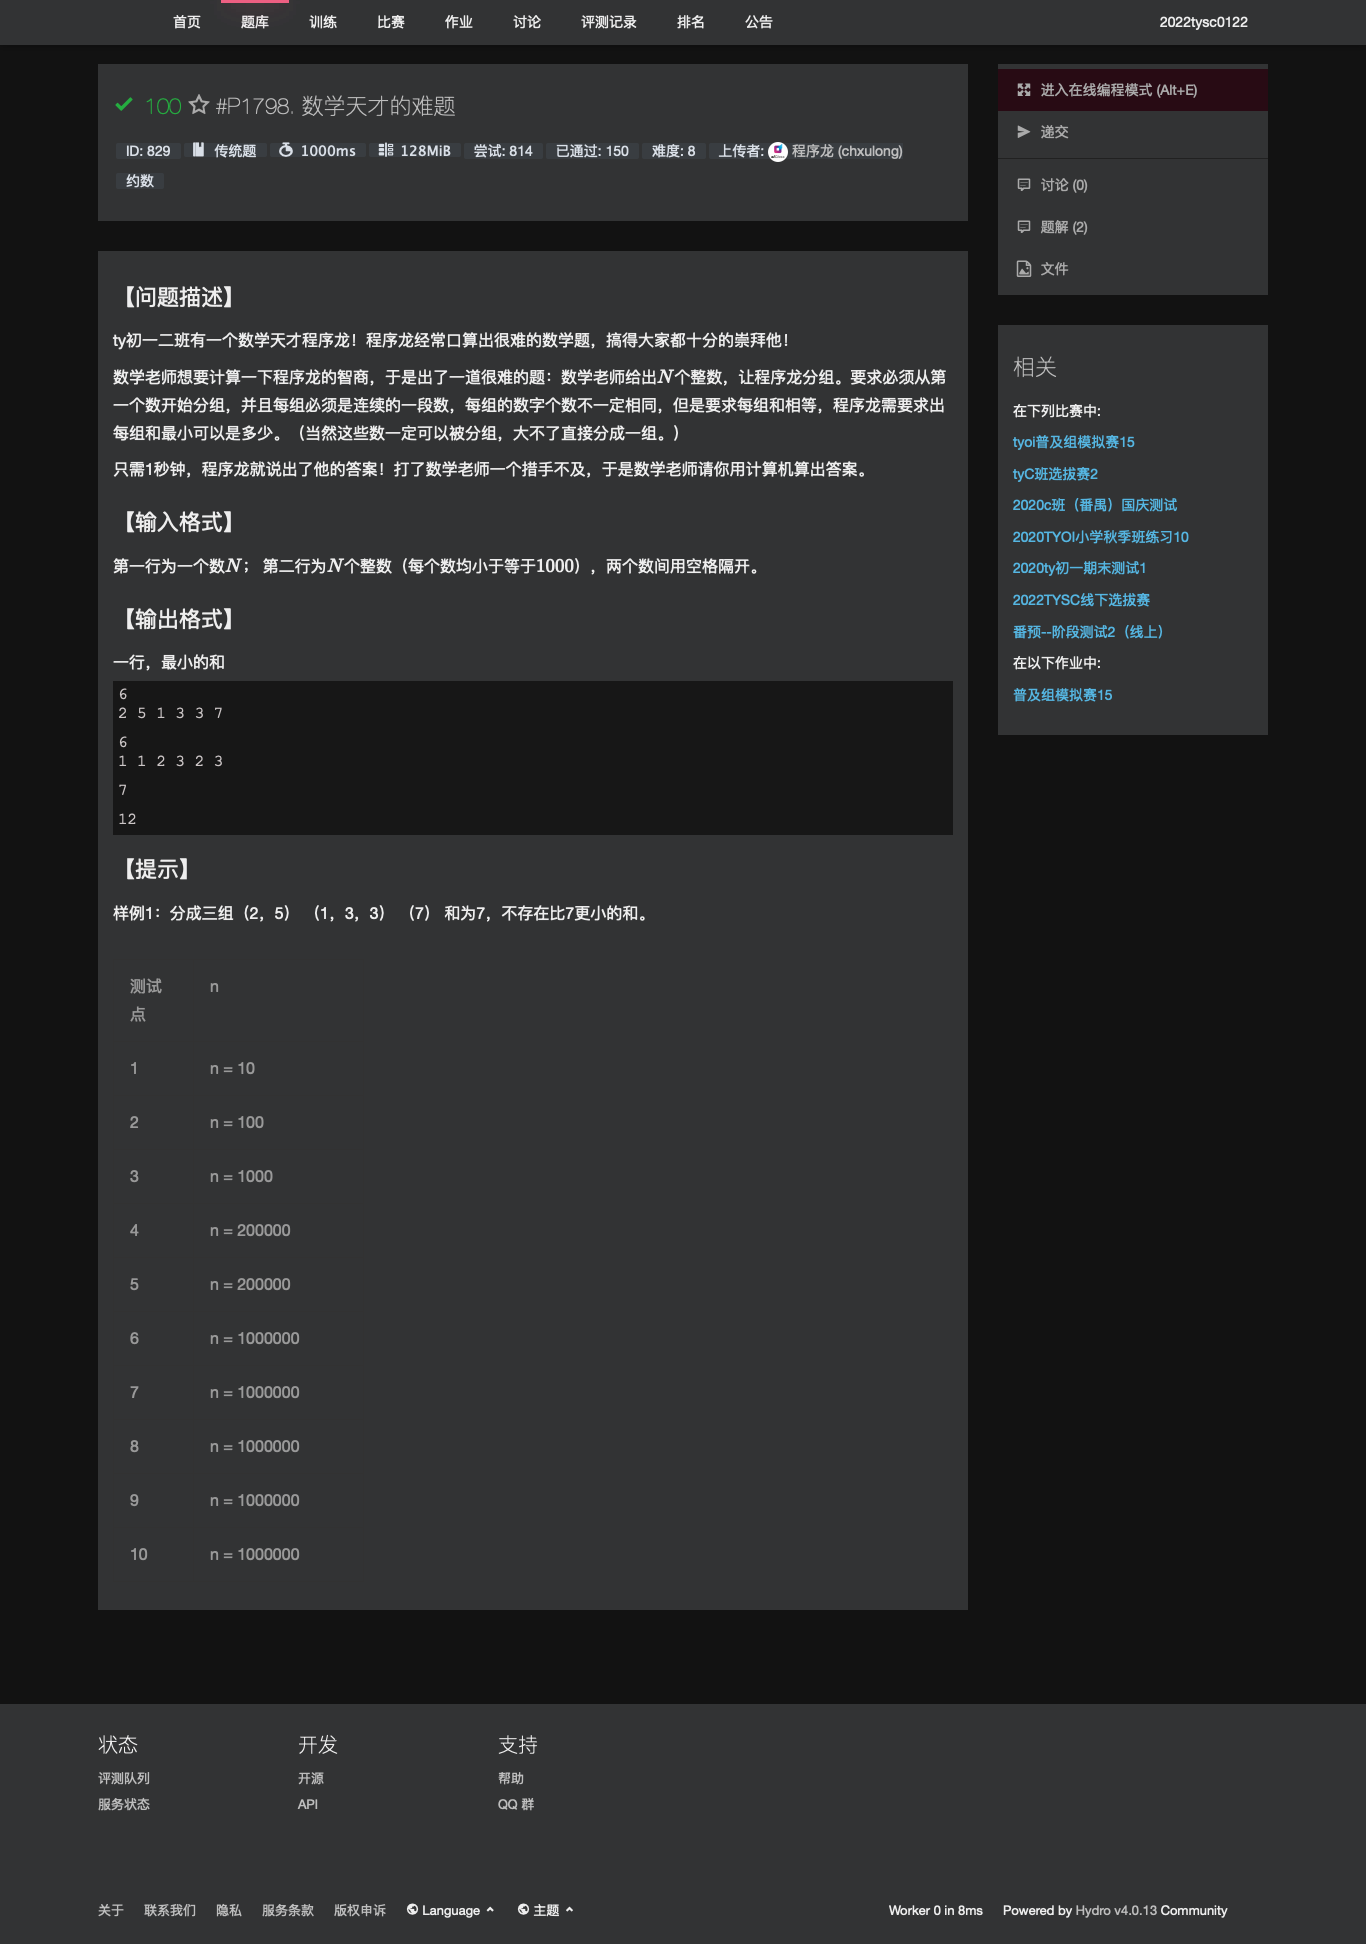 首页 题库 训练 比赛 作业 讨论 评测记录 排名 公告 2022tysc0122
100 #P1798. 数学天才的难题
ID: 829 传统题 1000ms 128MiB 尝试: 814 已通过: 150 难度: 8 上传者: 程序龙 (chxulong)
约数
【问题描述】
ty初一二班有一个数学天才程序龙！程序龙经常口算出很难的数学题，搞得大家都十分的崇拜他！
数学老师想要计算一下程序龙的智商，于是出了一道很难的题：数学老师给出N个整数，让程序龙分组。要求必须从第
一个数开始分组，并且每组必须是连续的一段数，每组的数字个数不一定相同，但是要求每组和相等，程序龙需要求出
每组和最小可以是多少。（当然这些数一定可以被分组，大不了直接分成一组。）
只需1秒钟，程序龙就说出了他的答案！打了数学老师一个措手不及，于是数学老师请你用计算机算出答案。
【输入格式】
第一行为一个数N； 第二行为N个整数（每个数均小于等于1000），两个数间用空格隔开。
【输出格式】
一行，最小的和
6
2 5 1 3 3 7
6
1 1 2 3 2 3
7
12
【提示】
样例1：分成三组（2，5）（1，3，3）（7） 和为7，不存在比7更小的和。
测试点 n
1 n = 10
2 n = 100
3 n = 1000
4 n = 200000
5 n = 200000
6 n = 1000000
7 n = 1000000
8 n = 1000000
9 n = 1000000
10 n = 1000000
进入在线编程模式 (Alt+E)
递交
讨论 (0)
题解 (2)
文件
相关
在下列比赛中:
tyoi普及组模拟赛15
tyC班选拔赛2
2020c班（番禺）国庆测试
2020TYOI小学秋季班练习10
2020ty初一期末测试1
2022TYSC线下选拔赛
番预--阶段测试2（线上）
在以下作业中:
普及组模拟赛15
状态 开发 支持
评测队列 开源 帮助
服务状态 API QQ 群
关于 联系我们 隐私 服务条款 版权申诉 Language 主题 Worker 0 in 8ms Powered by Hydro v4.0.13 Community